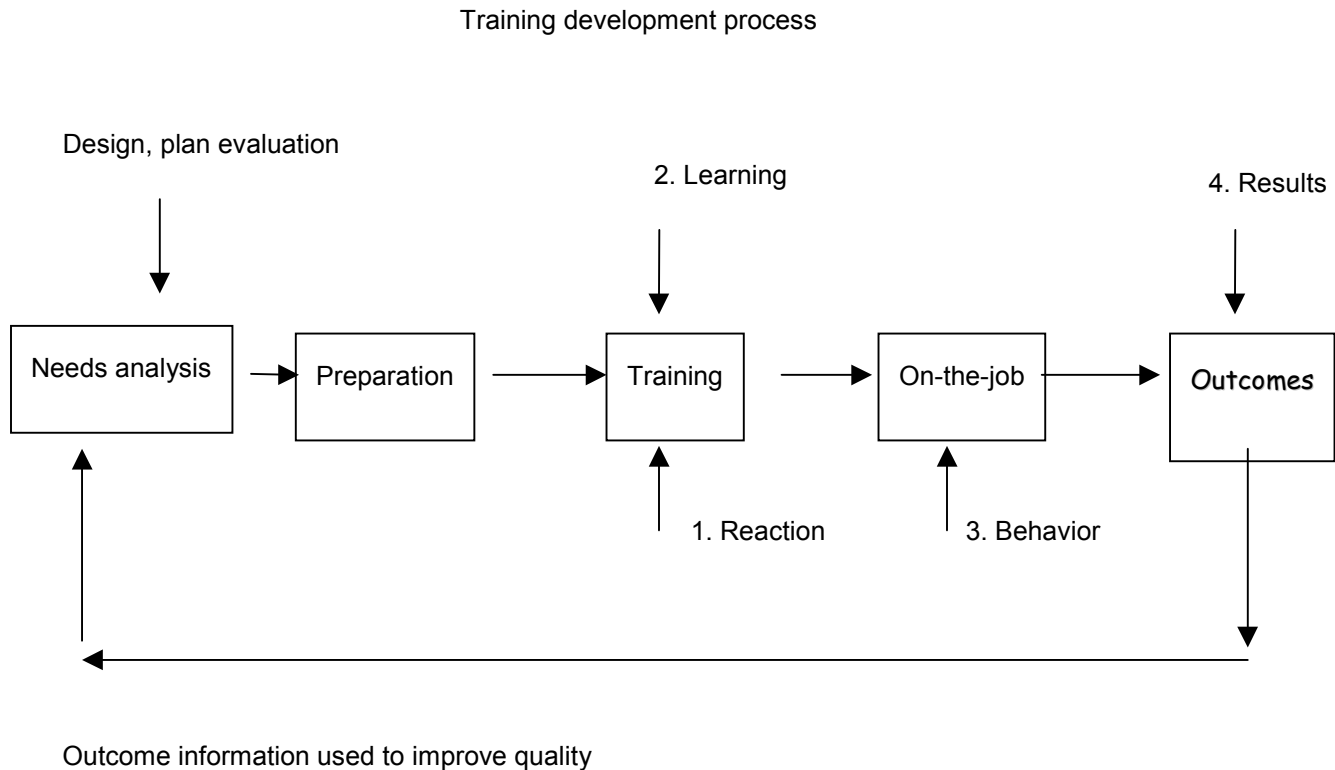 Training development process
Design, plan evaluation
2. Learning
4. Results
Needs analysis
Preparation
Training
On-the-job
Outcomes
1. Reaction
3. Behavior
Outcome information used to improve quality